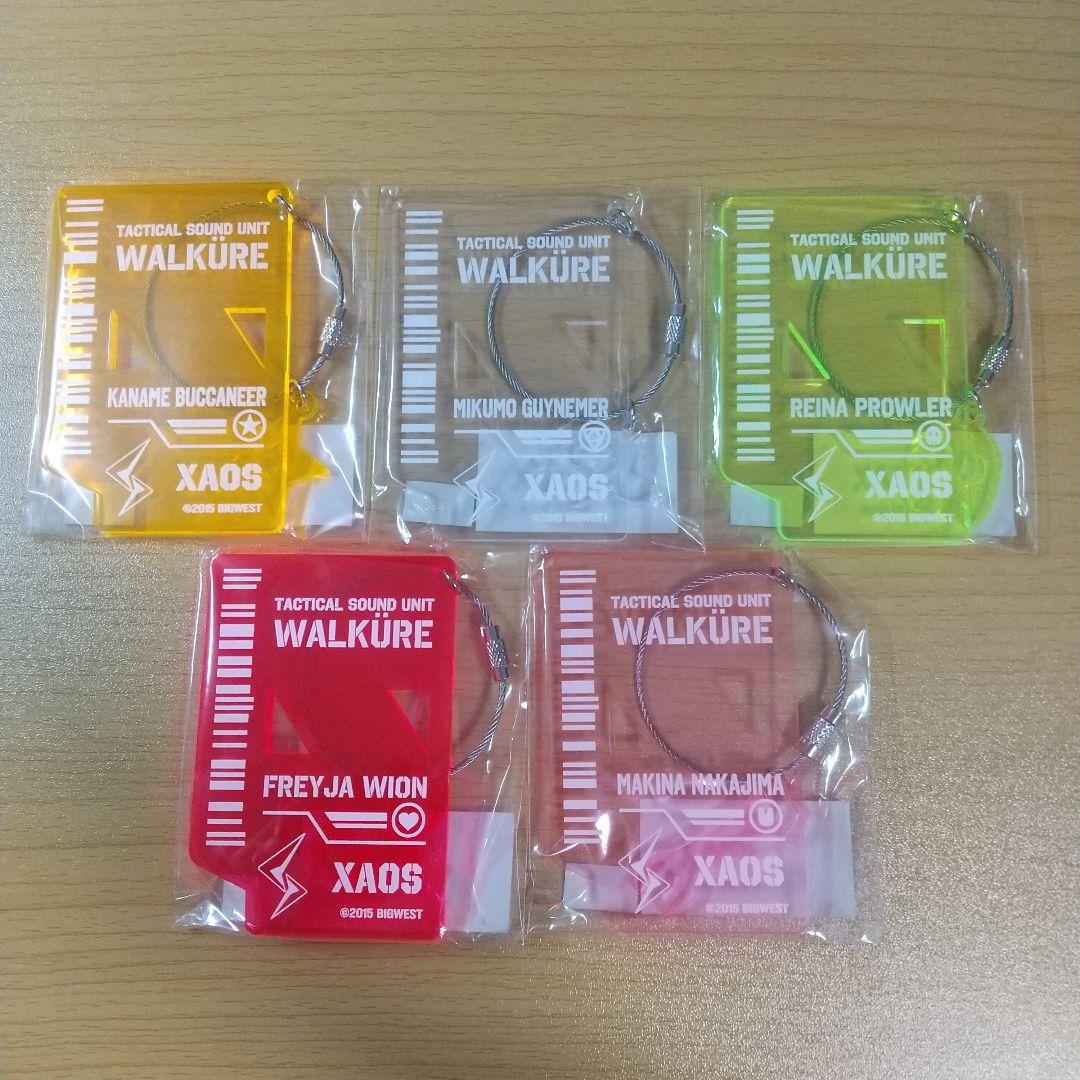 TACTICAL SOUND UNIT
WALKÜRE
KANAME BUCCANEER
XAOS
©2015 BIGWEST
TACTICAL SOUND UNIT
WALKÜRE
MIKUMO GUYNEMER
XAOS
©2015 BIGWEST
TACTICAL SOUND UNIT
WALKÜRE
REINA PROWLER
XAOS
©2015 BIGWEST
TACTICAL SOUND UNIT
WALKÜRE
FREYJA WION
XAOS
©2015 BIGWEST
TACTICAL SOUND UNIT
WALKÜRE
MAKINA NAKAJIMA
XAOS
©2015 BIGWEST